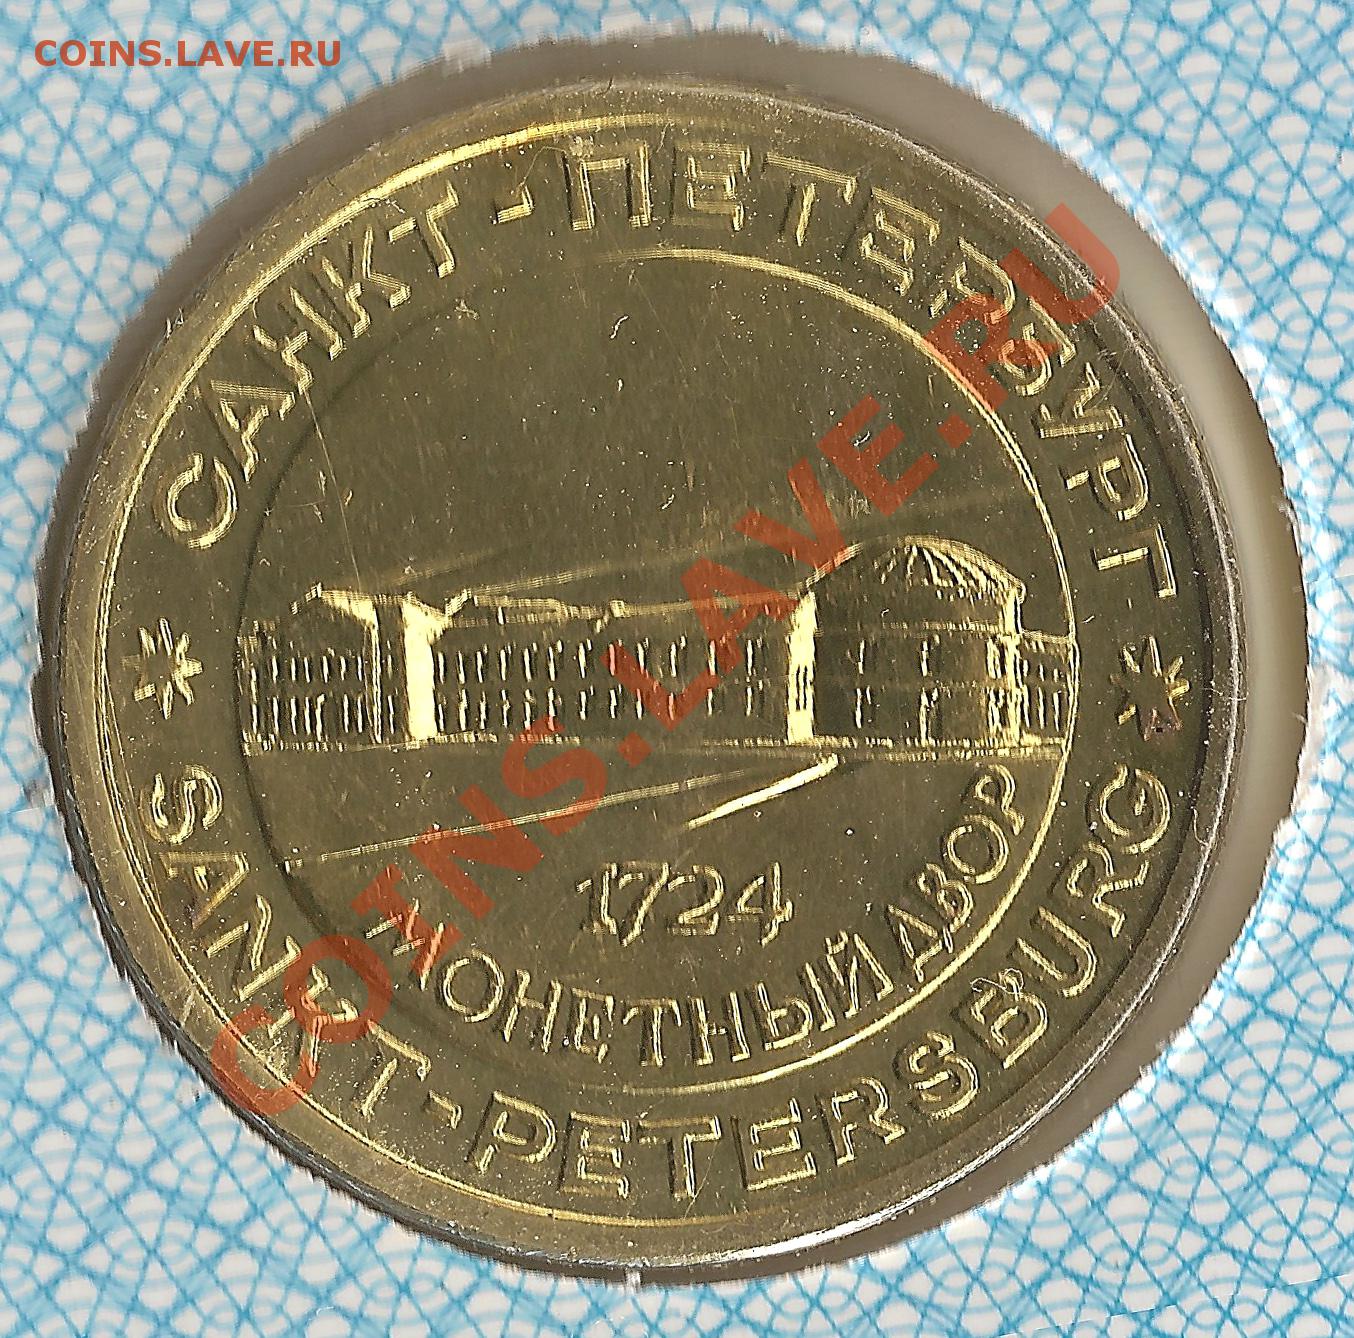 COINS.LAVE.RU
САНКТ-ПЕТЕРБУРГ
1724
МОНЕТНЫЙ ДВОР
SANKT-PETERSBURG
COINS.LAVE.RU